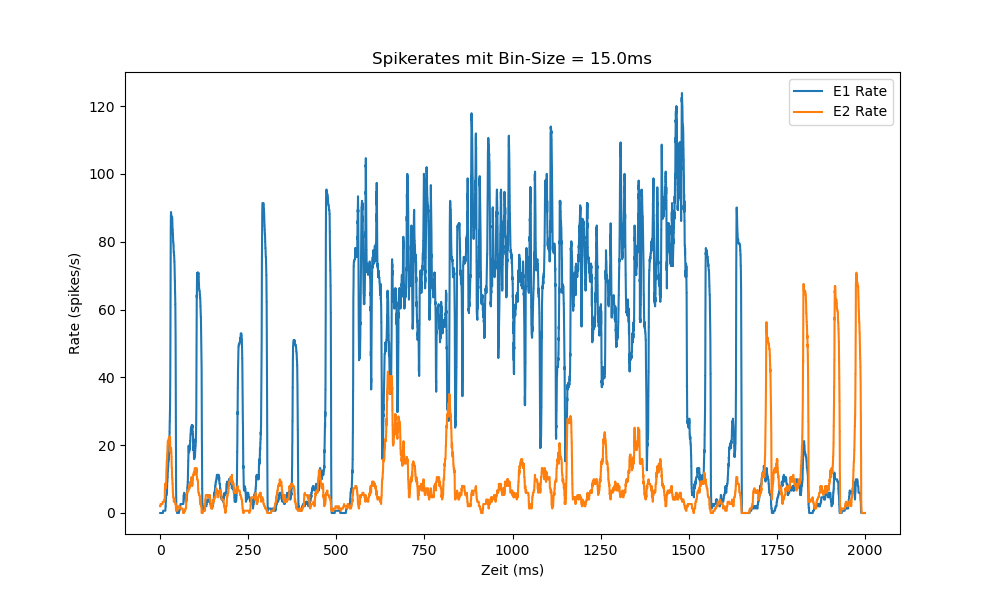 Spikerates mit Bin-Size = 15.0ms
E1 Rate
E2 Rate
120
100
80
60
40
20
0
Rate (spikes/s)
0 250 500 750 1000 1250 1500 1750 2000
Zeit (ms)